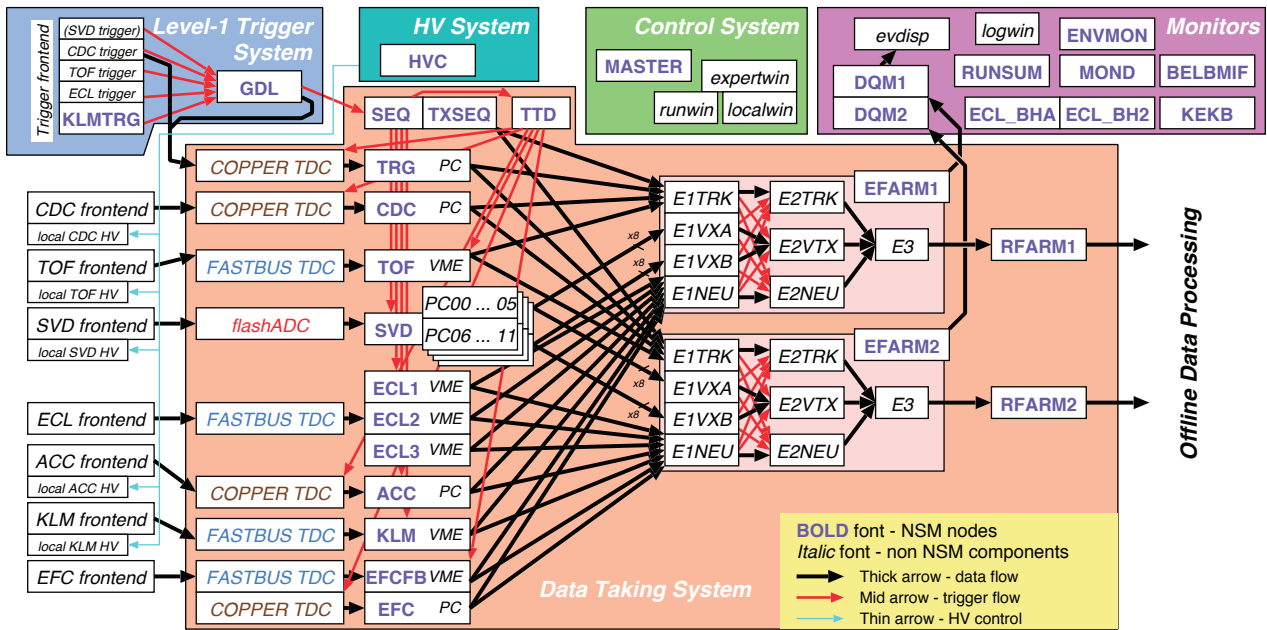 Level-1 Trigger
System
Trigger frontend
(SVD trigger)
CDC trigger
TOF trigger
ECL trigger
KLMTRG
GDL
HV System
HVC
Control System
MASTER
expertwin
runwin
localwin
Monitors
evdisp
logwin
ENVMON
DQM1
RUNSUM
MOND
BELBMIF
DQM2
ECL_BHA
ECL_BH2
KEKB
SEQ
TXSEQ
TTD
COPPER TDC
TRG PC
CDC frontend
local CDC HV
COPPER TDC
CDC PC
TOF frontend
local TOF HV
FASTBUS TDC
TOF VME
SVD frontend
local SVD HV
flashADC
SVD
PC00 ... 05
PC06 ... 11
ECL frontend
FASTBUS TDC
ECL1 VME
ECL2 VME
ECL3 VME
ACC frontend
local ACC HV
COPPER TDC
ACC PC
KLM frontend
local KLM HV
FASTBUS TDC
KLM VME
EFC frontend
FASTBUS TDC
EFCFB VME
COPPER TDC
EFC PC
x8
x8
E1TRK
E1VXA
E1VXB
E1NEU
E2TRK
E2VTX
E2NEU
E3
EFARM1
RFARM1
x8
x8
E1TRK
E1VXA
E1VXB
E1NEU
E2TRK
E2VTX
E2NEU
E3
EFARM2
RFARM2
Offline Data Processing
Data Taking System
BOLD font - NSM nodes
Italic font - non NSM components
Thick arrow - data flow
Mid arrow - trigger flow
Thin arrow - HV control